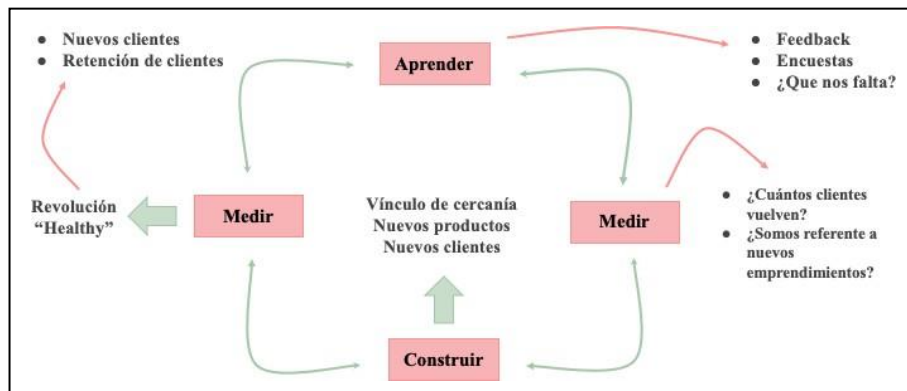 ● Nuevos clientes
● Retención de clientes
Aprender
● Feedback
● Encuestas
● ¿Que nos falta?
Revolución
“Healthy”
Medir
Vínculo de cercanía
Nuevos productos
Nuevos clientes
Medir
● ¿Cuántos clientes
vuelven?
● ¿Somos referente a
nuevos
emprendimientos?
Construir